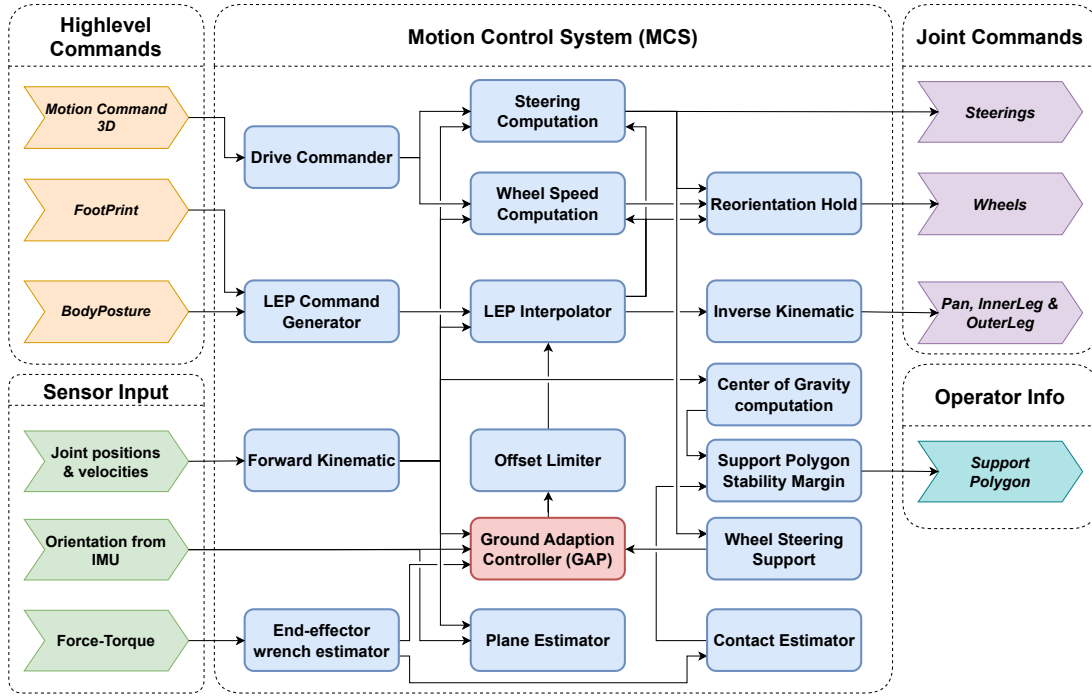 Highlevel
Commands
Motion Command
3D
FootPrint
BodyPosture
Sensor Input
Joint positions
& velocities
Orientation from
IMU
Force-Torque
Motion Control System (MCS)
Drive Commander
LEP Command
Generator
Forward Kinematic
End-effector
wrench estimator
Steering
Computation
Wheel Speed
Computation
LEP Interpolator
Offset Limiter
Ground Adaption
Controller (GAP)
Plane Estimator
Reorientation Hold
Inverse Kinematic
Center of Gravity
computation
Support Polygon
Stability Margin
Wheel Steering
Support
Contact Estimator
Joint Commands
Steerings
Wheels
Pan, InnerLeg &
OuterLeg
Operator Info
Support
Polygon